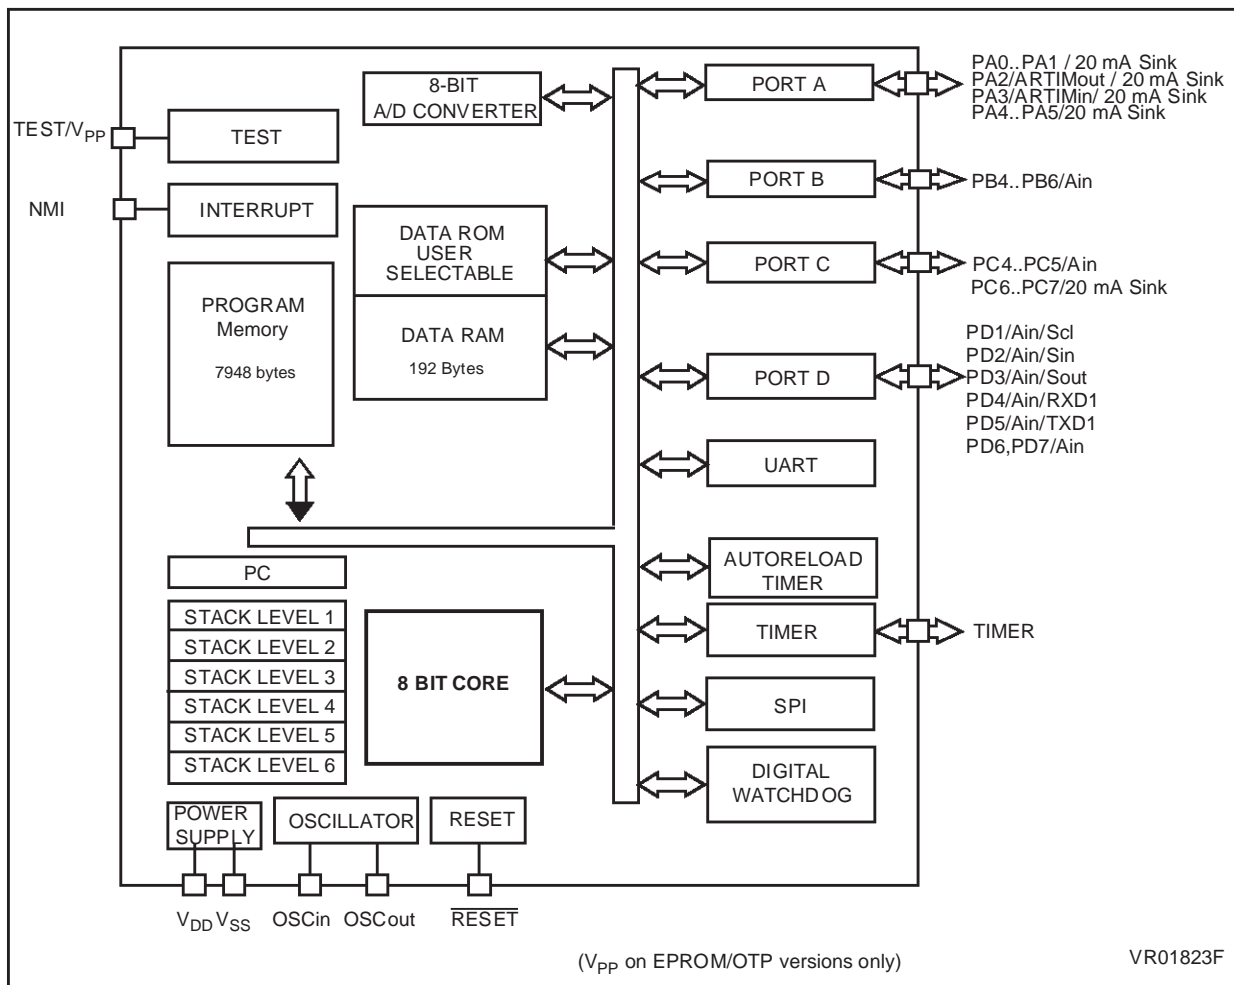 8-BIT
A/D CONVERTER
PORT A
PA0..PA1 / 20 mA Sink
PA2/ARTIMout / 20 mA Sink
PA3/ARTIMin/ 20 mA Sink
PA4..PA5/20 mA Sink
TEST/VPP
TEST
PORT B
PB4..PB6/Ain
NMI
INTERRUPT
DATA ROM
USER
SELECTABLE
PORT C
PC4..PC5/Ain
PC6..PC7/20 mA Sink
PROGRAM
Memory
7948 bytes
DATA RAM
192 Bytes
PORT D
PD1/Ain/Scl
PD2/Ain/Sin
PD3/Ain/Sout
PD4/Ain/RXD1
PD5/Ain/TXD1
PD6,PD7/Ain
UART
PC
AUTORELOAD
TIMER
STACK LEVEL 1
STACK LEVEL 2
STACK LEVEL 3
STACK LEVEL 4
STACK LEVEL 5
STACK LEVEL 6
8 BIT CORE
TIMER
TIMER
SPI
DIGITAL
WATCHDOG
POWER
SUPPLY
OSCILLATOR
RESET
VDD VSS
OSCin
OSCout
RESET
(VPP on EPROM/OTP versions only)
VR01823F